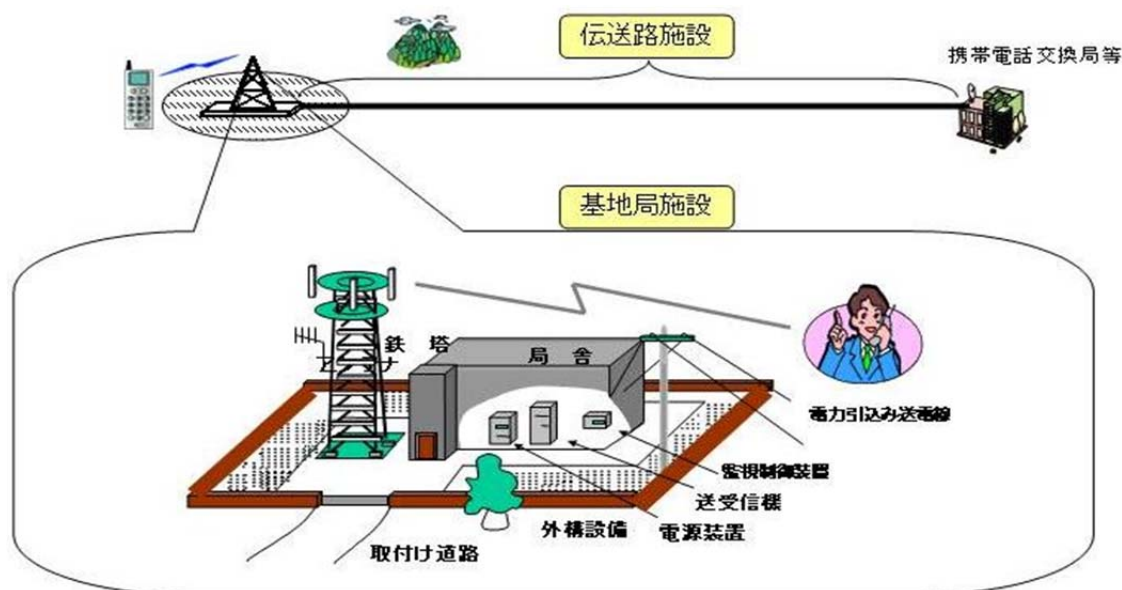 伝送路施設
携帯電話交換局等
基地局施設
鉄塔
局舎
電力引込み送電線
監視制御装置
送受信機
電源装置
外構設備
取付け道路